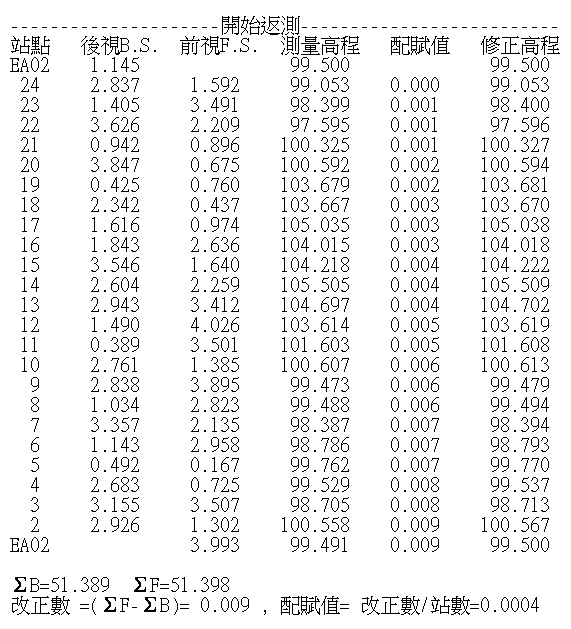 --------------------開始返測-------------------------
站點 後視B.S. 前視F.S. 測量高程 配賦值 修正高程
EA02 1.145 99.500 99.500
24 2.837 1.592 99.053 0.000 99.053
23 1.405 3.491 98.399 0.001 98.400
22 3.626 2.209 97.595 0.001 97.596
21 0.942 0.896 100.325 0.001 100.327
20 3.847 0.675 100.592 0.002 100.594
19 0.425 0.760 103.679 0.002 103.681
18 2.342 0.437 103.667 0.003 103.670
17 1.616 0.974 105.035 0.003 105.038
16 1.843 2.636 104.015 0.003 104.018
15 3.546 1.640 104.218 0.004 104.222
14 2.604 2.259 105.505 0.004 105.509
13 2.943 3.412 104.697 0.004 104.702
12 1.490 4.026 103.614 0.005 103.619
11 0.389 3.501 101.603 0.005 101.608
10 2.761 1.385 100.607 0.006 100.613
9 2.838 3.895 99.473 0.006 99.479
8 1.034 2.823 99.488 0.006 99.494
7 3.357 2.135 98.387 0.007 98.394
6 1.143 2.958 98.786 0.007 98.793
5 0.492 0.167 99.762 0.007 99.770
4 2.683 0.725 99.529 0.008 99.537
3 3.155 3.507 98.705 0.008 98.713
2 2.926 1.302 100.558 0.009 100.567
EA02 3.993 99.491 0.009 99.500
ΣB=51.389 ΣF=51.398
改正數 =(ΣF-ΣB)= 0.009 , 配賦值= 改正數/站數=0.0004